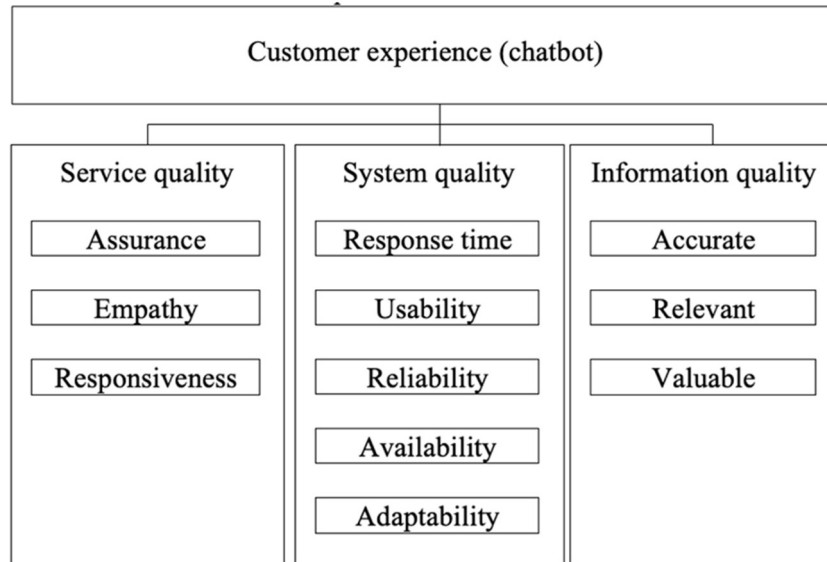 Customer experience (chatbot)
Service quality
Assurance
Empathy
Responsiveness
System quality
Response time
Usability
Reliability
Availability
Adaptability
Information quality
Accurate
Relevant
Valuable